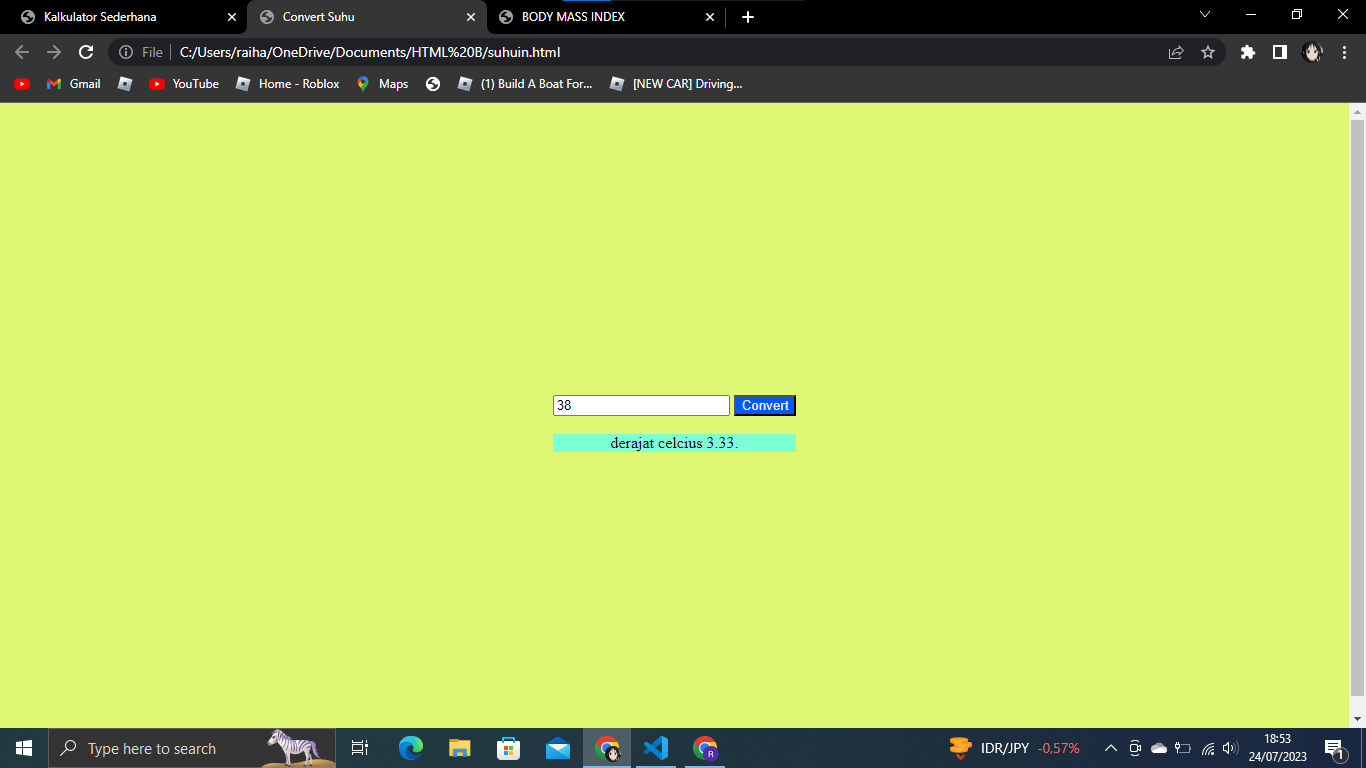 Kalkulator Sederhana
Convert Suhu
BODY MASS INDEX
File
C:/Users/raiha/OneDrive/Documents/HTML%20B/suhuin.html
Gmail
YouTube
Home - Roblox
Maps
(1) Build A Boat For...
[NEW CAR] Driving...
38
Convert
derajat celcius 3.33.
Type here to search
R
IDR/JPY -0,57%
18:53
24/07/2023
1